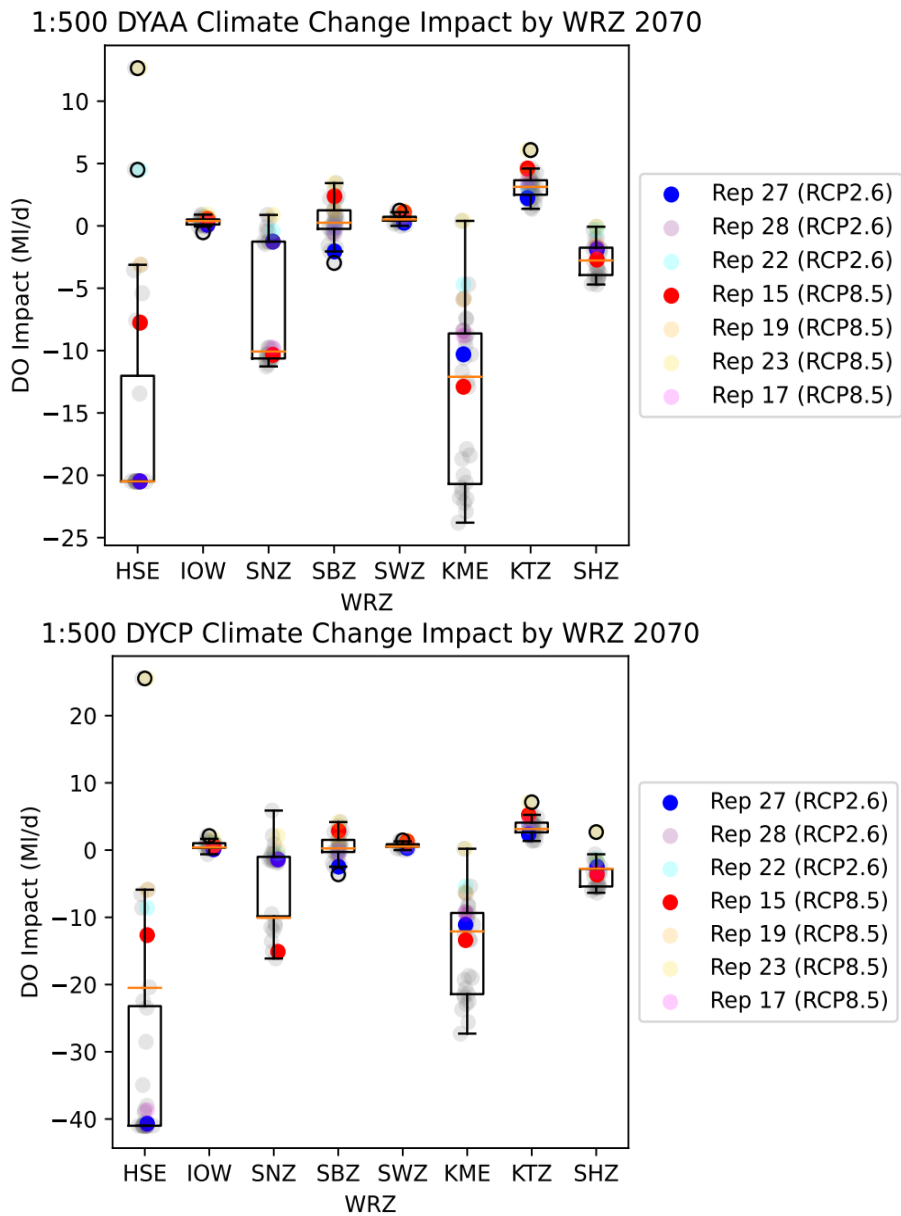 1:500 DYAA Climate Change Impact by WRZ 2070
DO Impact (Ml/d)
10
5
0
−5
−10
−15
−20
−25
HSE IOW SNZ SBZ SWZ KME KTZ SHZ
WRZ
Rep 27 (RCP2.6)
Rep 28 (RCP2.6)
Rep 22 (RCP2.6)
Rep 15 (RCP8.5)
Rep 19 (RCP8.5)
Rep 23 (RCP8.5)
Rep 17 (RCP8.5)
1:500 DYCP Climate Change Impact by WRZ 2070
DO Impact (Ml/d)
20
10
0
−10
−20
−30
−40
HSE IOW SNZ SBZ SWZ KME KTZ SHZ
WRZ
Rep 27 (RCP2.6)
Rep 28 (RCP2.6)
Rep 22 (RCP2.6)
Rep 15 (RCP8.5)
Rep 19 (RCP8.5)
Rep 23 (RCP8.5)
Rep 17 (RCP8.5)